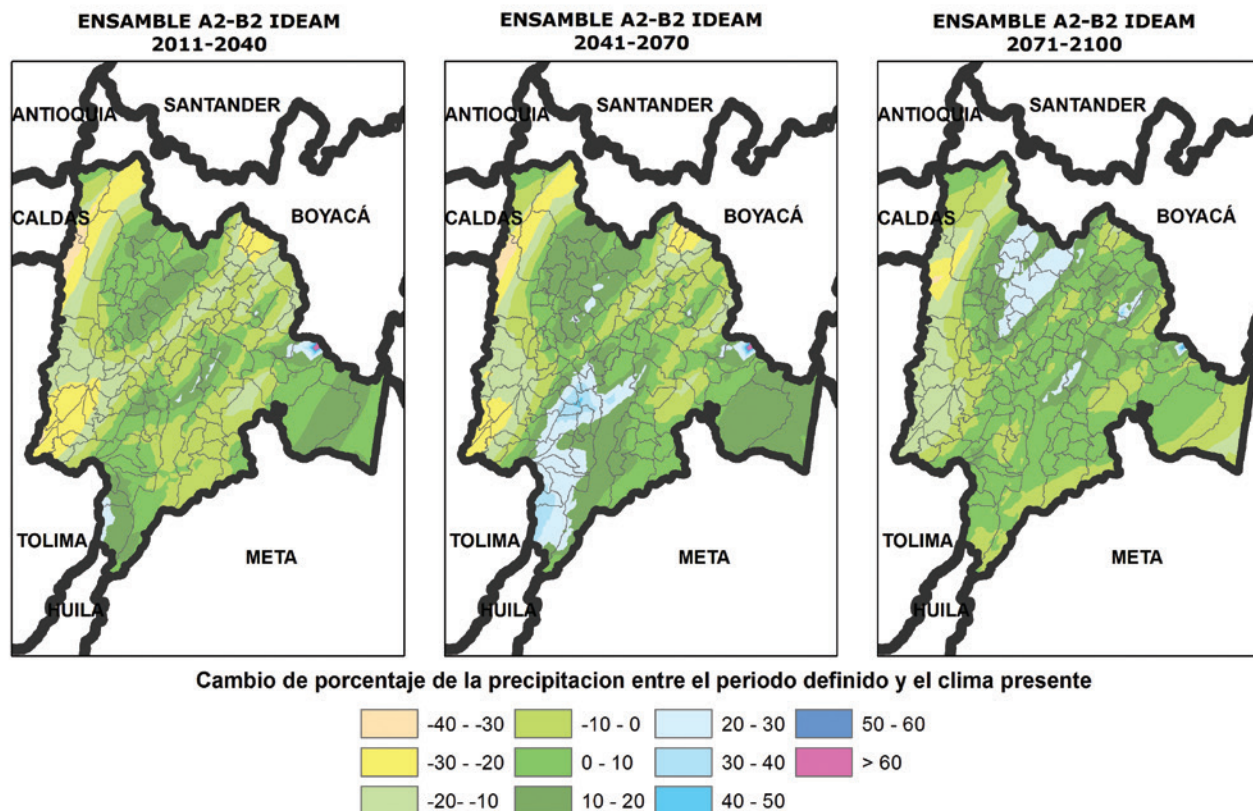 ENSAMBLE A2-B2 IDEAM
2011-2040
ENSAMBLE A2-B2 IDEAM
2041-2070
ENSAMBLE A2-B2 IDEAM
2071-2100
SANTANDER
ANTIOQUIA
CALDAS
BOYACÁ
TOLIMA
META
HUILA
SANTANDER
ANTIOQUIA
CALDAS
BOYACÁ
TOLIMA
META
HUILA
SANTANDER
ANTIOQUIA
CALDAS
BOYACÁ
TOLIMA
META
HUILA
Cambio de porcentaje de la precipitacion entre el periodo definido y el clima presente
-40 - -30
-30 - -20
-20- -10
-10 - 0
0 - 10
10 - 20
20 - 30
30 - 40
40 - 50
50 - 60
> 60